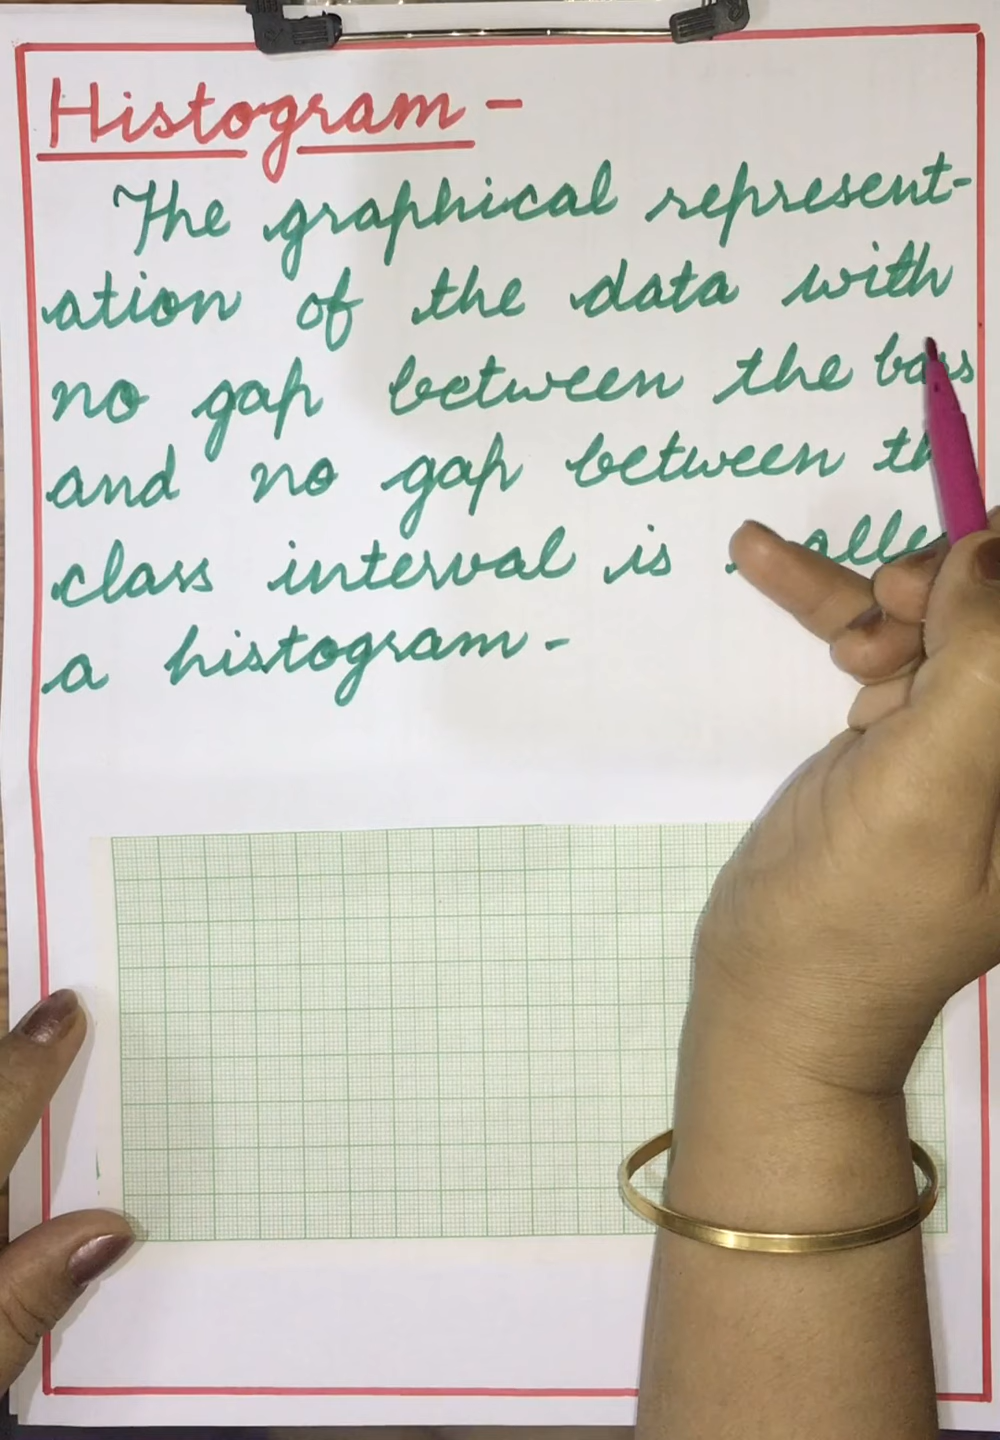 Histogram -
The graphical represent-
ation of the data with
no gap between the bars
and no gap between
class interval is
a histogram -